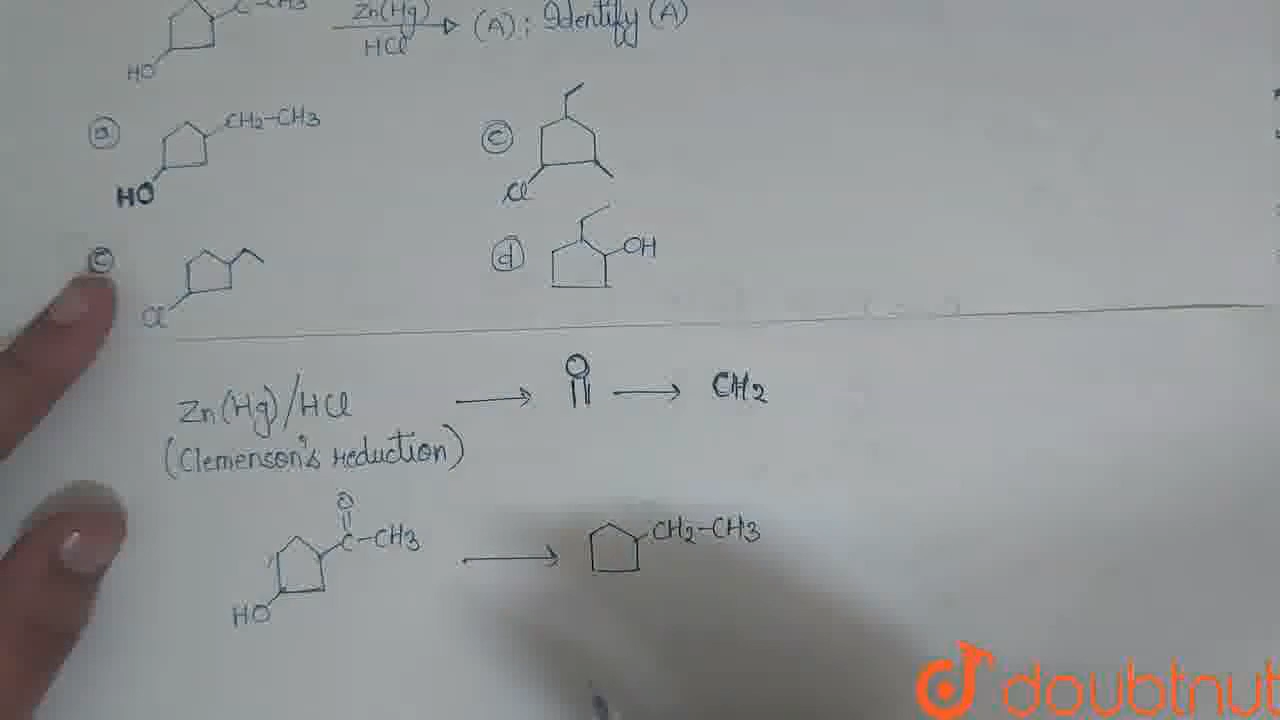 C-CH3
HO
Zn(Hg)
HCl
(A); Identify (A)
a
CH2-CH3
HO
c
Cl
c
Cl
d
OH
Zn(Hg)/HCl
O
CH2
(Clemenson's reduction)
O
C-CH3
HO
CH2-CH3
doubtnut